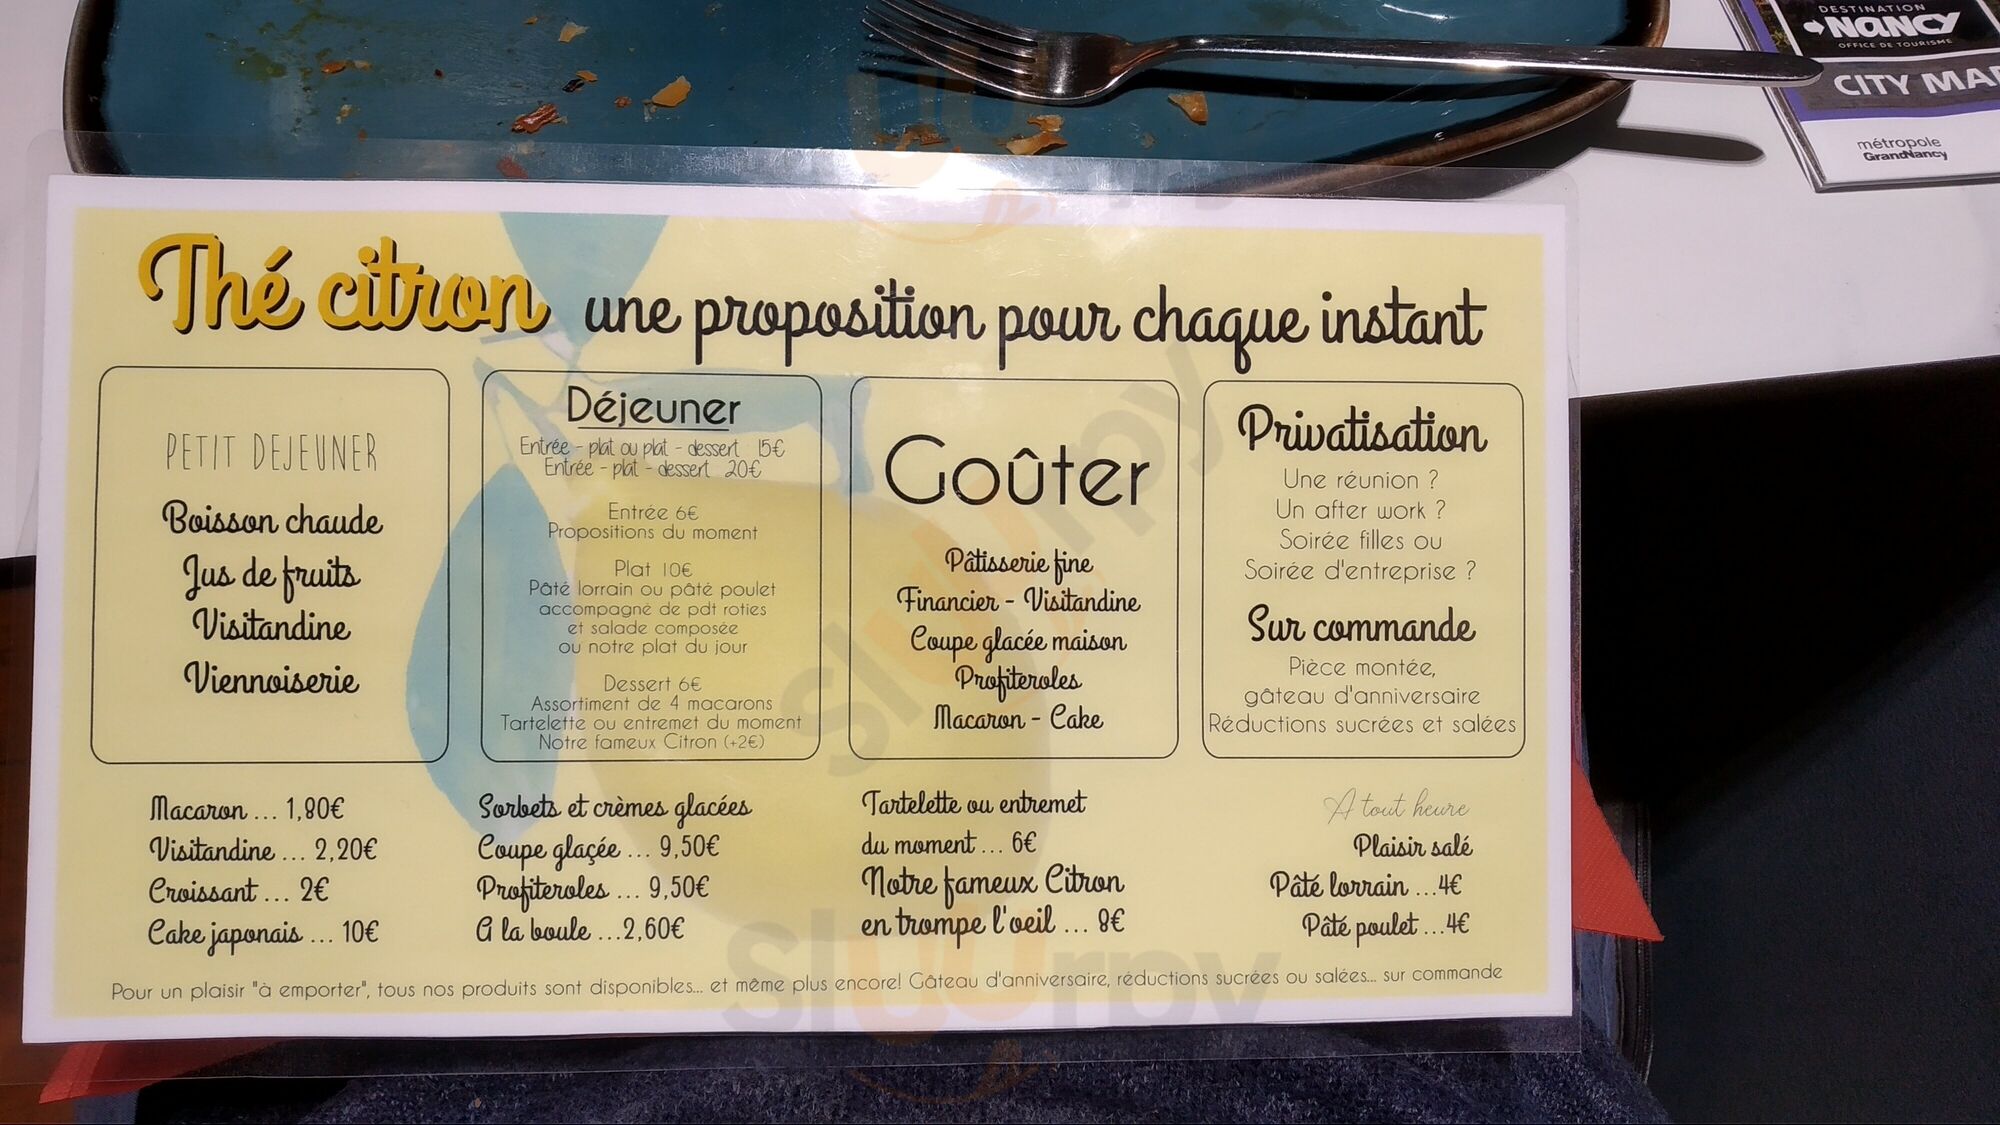 DESTINATION
NANCY
OFFICE DE TOURISME
CITY MA
métropole
GrandNancy
Thé citron une proposition pour chaque instant
PETIT DEJEUNER
Boisson chaude
Jus de fruits
Visitandine
Viennoiserie
Déjeuner
Entrée - plat ou plat - dessert 15€
Entrée - plat - dessert 20€
Entrée 6€
Propositions du moment
Plat 10€
Pâté lorrain ou pâté poulet
accompagné de pdt roties
et salade composée
ou notre plat du jour
Dessert 6€
Assortiment de 4 macarons
Tartelette ou entremet du moment
Notre fameux Citron (+2€)
Goûter
Pâtisserie fine
Financier - Visitandine
Coupe glacée maison
Profiteroles
Macaron - Cake
Privatisation
Une réunion ?
Un after work ?
Soirée filles ou
Soirée d'entreprise ?
Sur commande
Pièce montée,
gâteau d'anniversaire
Réductions sucrées et salées
Macaron ... 1,80€
Visitandine ... 2,20€
Croissant ... 2€
Cake japonais ... 10€
Sorbets et crèmes glacées
Coupe glaçée ... 9,50€
Profiteroles ... 9,50€
A la boule ...2,60€
Tartelette ou entremet
du moment ... 6€
Notre fameux Citron
en trompe l'oeil ... 8€
A tout heure
Plaisir salé
Pâté lorrain ...4€
Pâté poulet ...4€
Pour un plaisir "à emporter", tous nos produits sont disponibles... et même plus encore! Gâteau d'anniversaire, réductions sucrées ou salées... sur commande
sluurpy
sluurpy